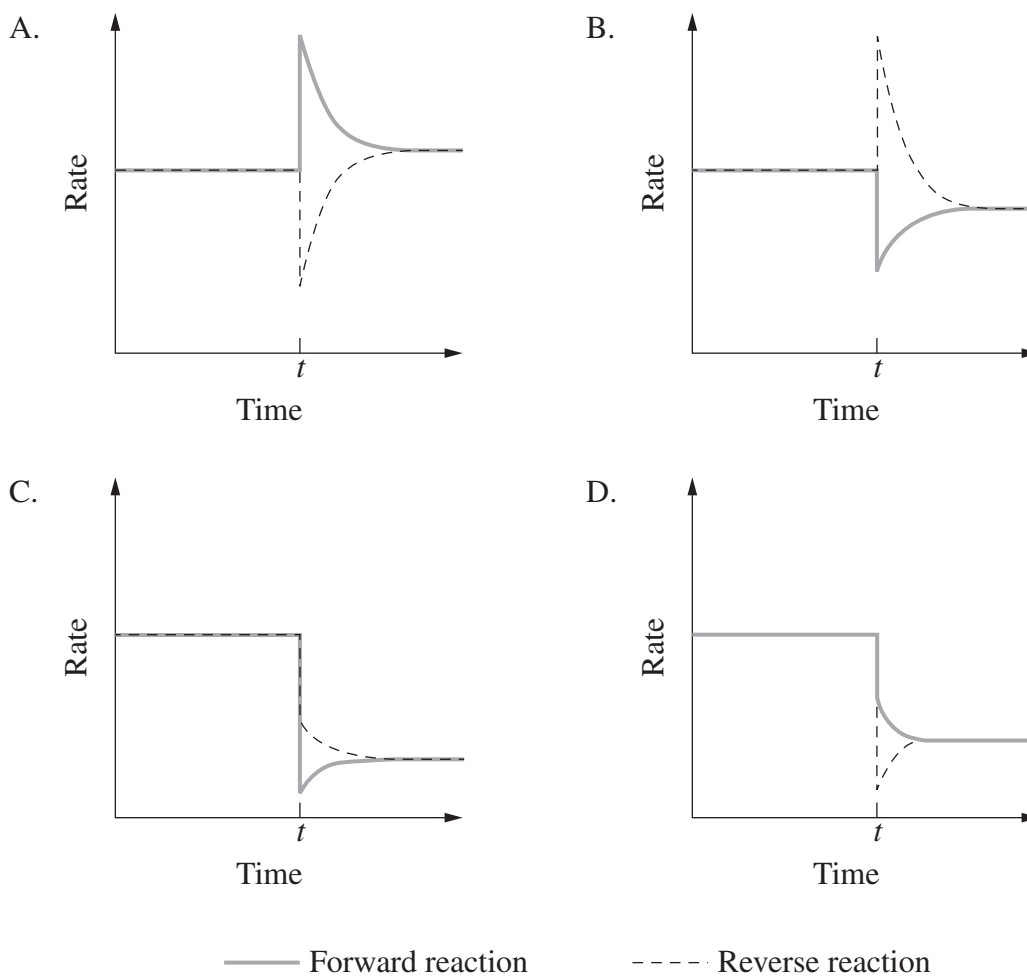 A.
B.
Rate
Rate
t
t
Time
Time
C.
D.
Rate
Rate
t
t
Time
Time
Forward reaction
Reverse reaction